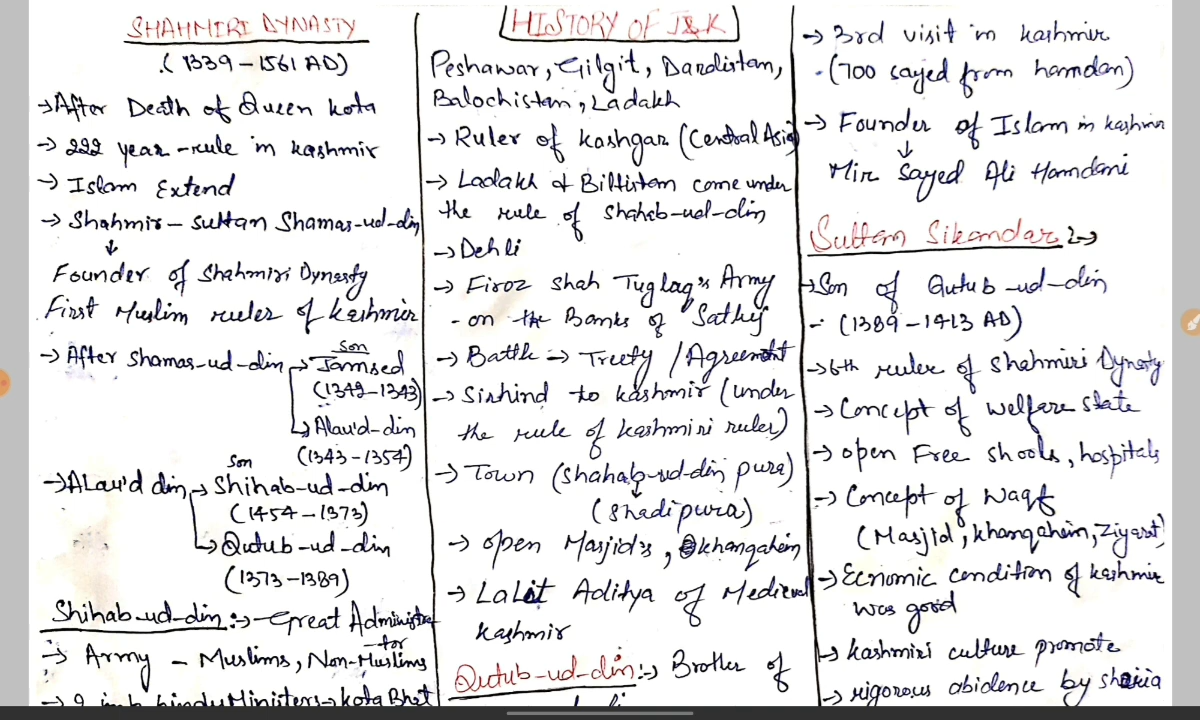 SHAHMIRI DYNASTY
(1339-1561 AD)
→ After Death of Queen kota
→ 222 year-rule in kashmir
→ Islam Extend
→ Shahmir - Sultan Shamas-ud-din
↓
Founder of Shahmiri Dynasty
First Muslim ruler of kashmir
→ After Shamas-ud-din → Jamsed
son
(1342-1343)
↳ Alau'd-din
(1343-1354)
Son
→ ALau'd din → Shihab-ud-din
(1454-1373)
↳ Qutub-ud-din
(1373-1389)
Shihab-ud-din :→ -Great Administra
-tor
→ Army - Muslims, Non-Muslims
HISTORY OF J&K
Peshawar, Gilgit, Dardistan,
Balochistan, Ladakh
→ Ruler of kashgar (Central Asia)
→ Ladakh & Biltistan come under
the rule of Shahab-ud-din
→ Dehli
→ Firoz Shah Tuglaq's Army
- on the Banks of Sathij
→ Battle → Treety / Agreement
→ Sirhind to kashmir (under
the rule of kashmiri ruler)
→ Town (Shahab-ud-din pura)
↓
(Shadipura)
→ open Masjid's, khanqahein
→ Lalit Aditya of Medieval
kashmir
Qutub-ud-din :→ Brother of
→ 3rd visit in kashmir
(700 sayed from hamdan)
→ Founder of Islam in kashmir
↓
Mir Sayed Ali Hamdani
Sultan Sikandar :→
→ Son of Qutub-ud-din
- (1389-1413 AD)
→ 6th ruler of Shahmiri Dynasty
→ Concept of welfare state
→ open Free shools, hospitals
→ Concept of Waqf
(Masjid, khanqahein, Ziyarat)
→ Ecnomic condition of kashmir
was good
→ kashmiri culture promote
→ rigorous abidence by sharia